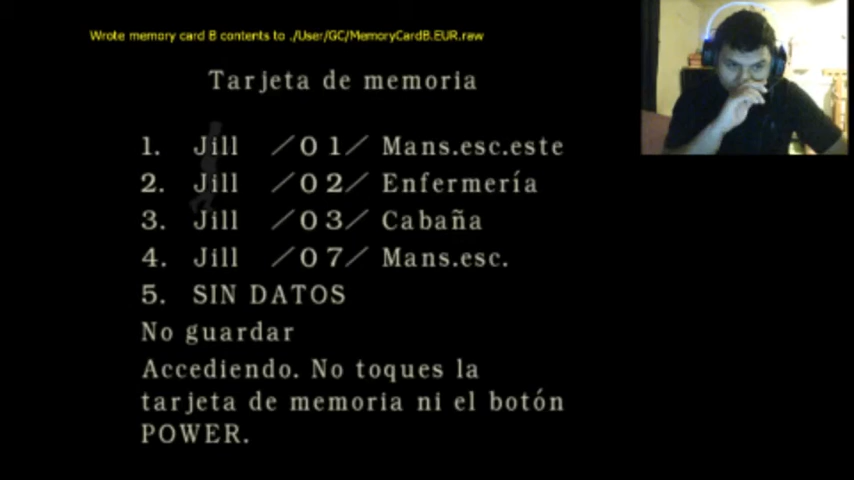 Wrote memory card B contents to ./User/GC/MemoryCardB.EUR.raw
Tarjeta de memoria
1. Jill /01/ Mans.esc.este
2. Jill /02/ Enfermería
3. Jill /03/ Cabaña
4. Jill /07/ Mans.esc.
5. SIN DATOS
No guardar
Accediendo. No toques la
tarjeta de memoria ni el botón
POWER.